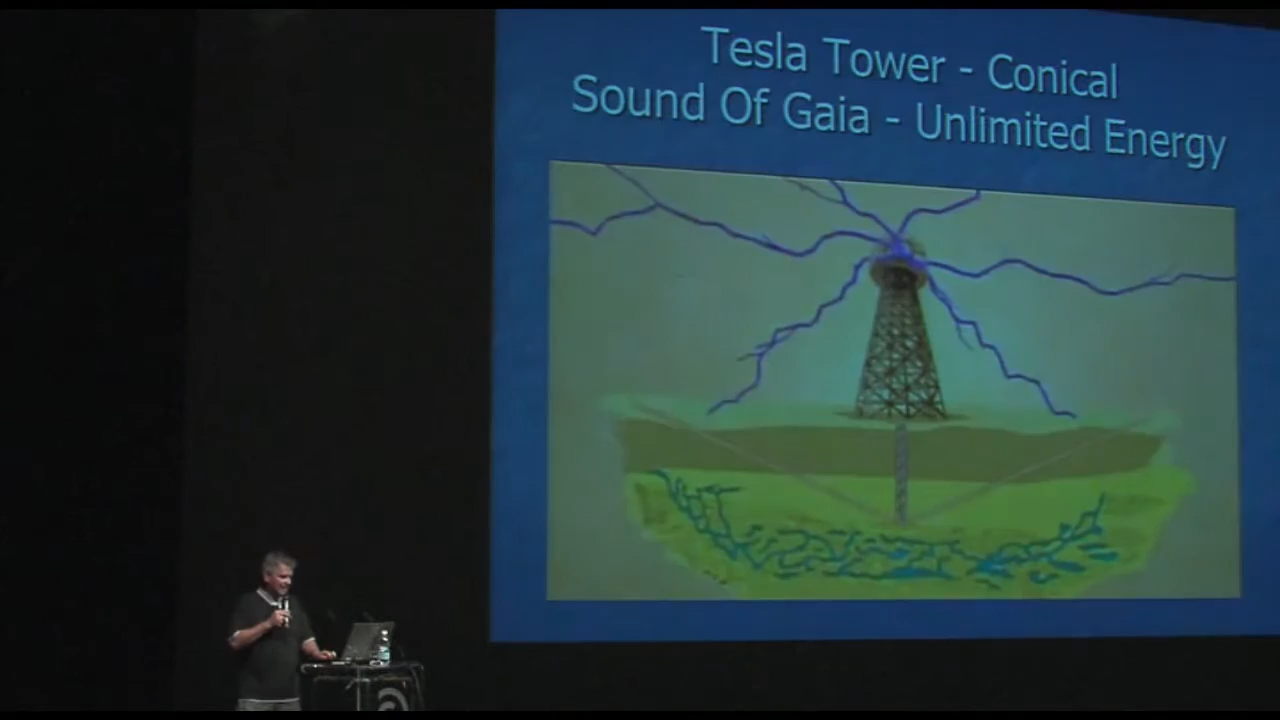 Tesla Tower - Conical
Sound Of Gaia - Unlimited Energy